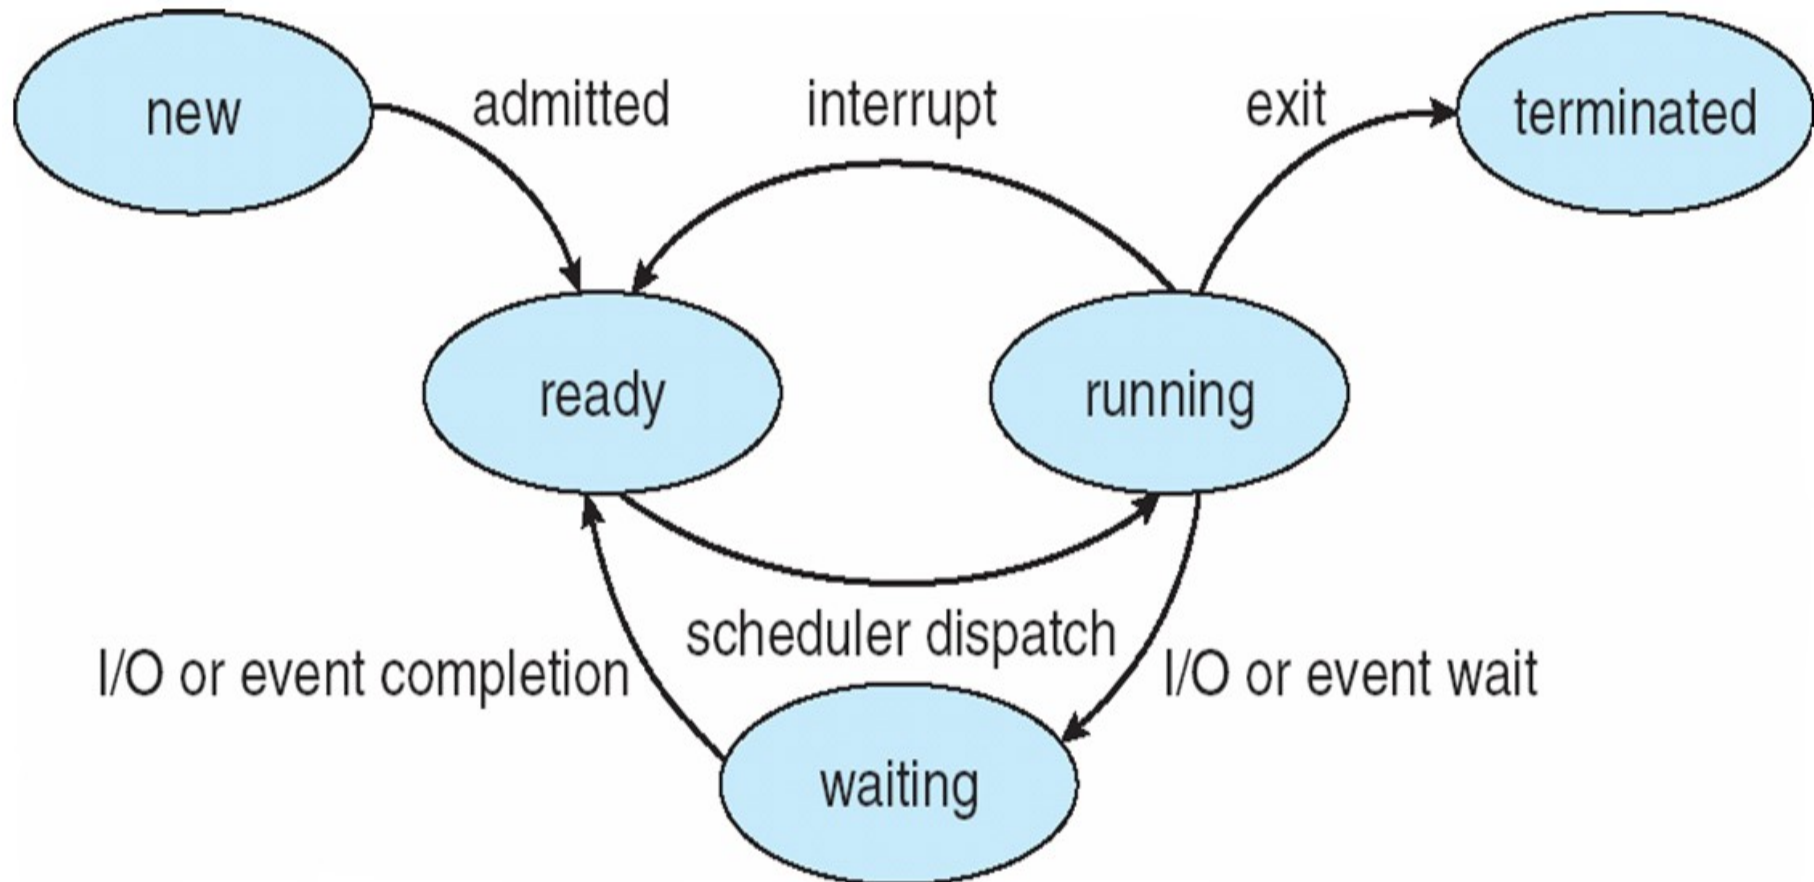 new
admitted
interrupt
exit
terminated
ready
running
scheduler dispatch
I/O or event completion
I/O or event wait
waiting